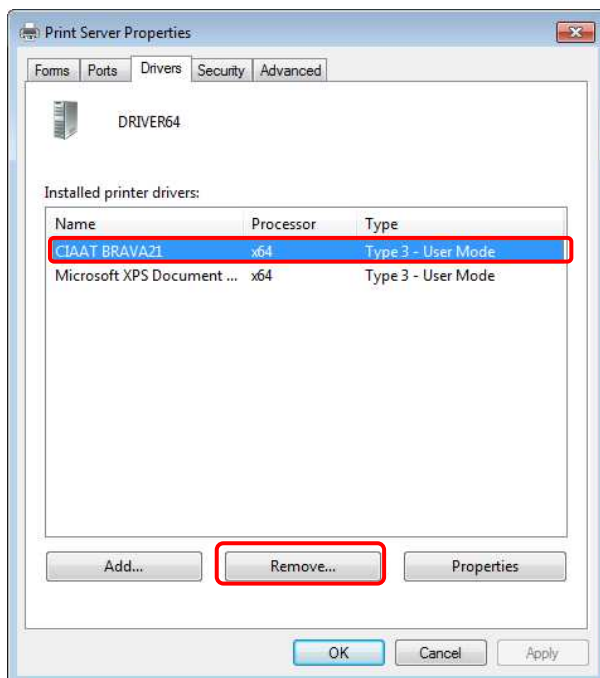 Print Server Properties
Forms Ports Drivers Security Advanced
DRIVER64
Installed printer drivers:
Name Processor Type
CIAAT BRAVA21 x64 Type 3 - User Mode
Microsoft XPS Document ... x64 Type 3 - User Mode
Add... Remove... Properties
OK Cancel Apply